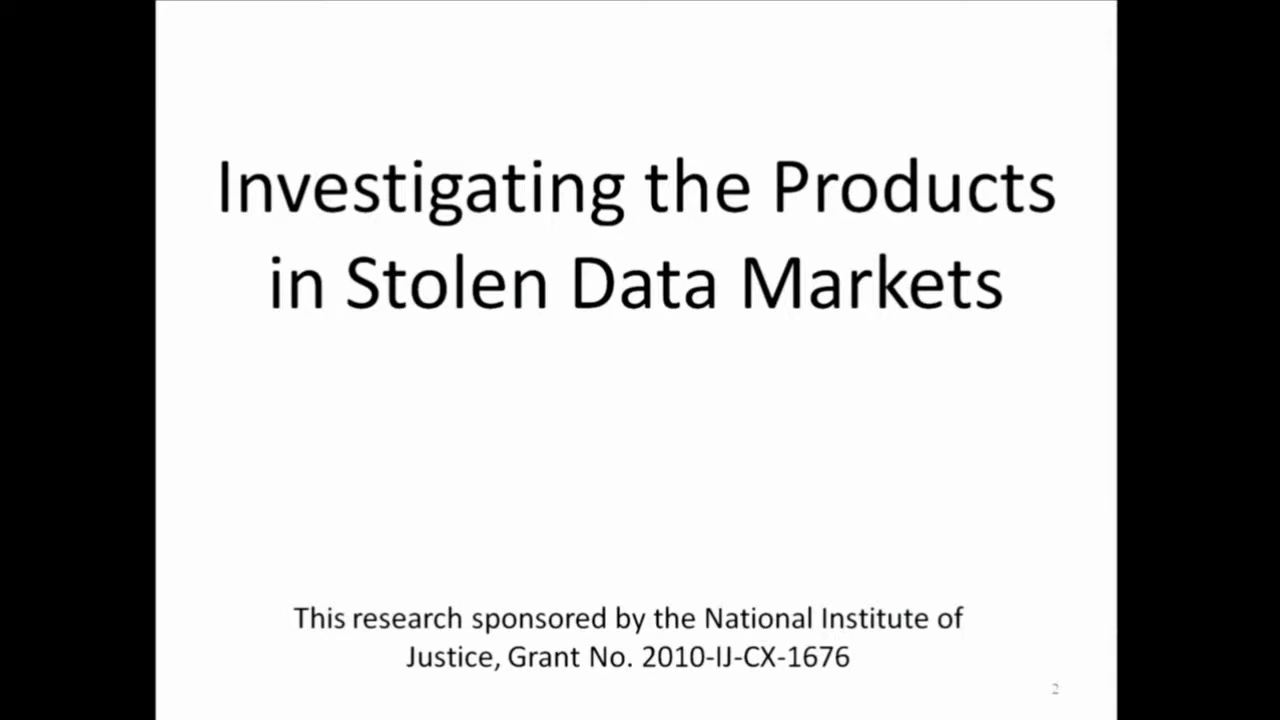 Investigating the Products
in Stolen Data Markets
This research sponsored by the National Institute of
Justice, Grant No. 2010-IJ-CX-1676
2